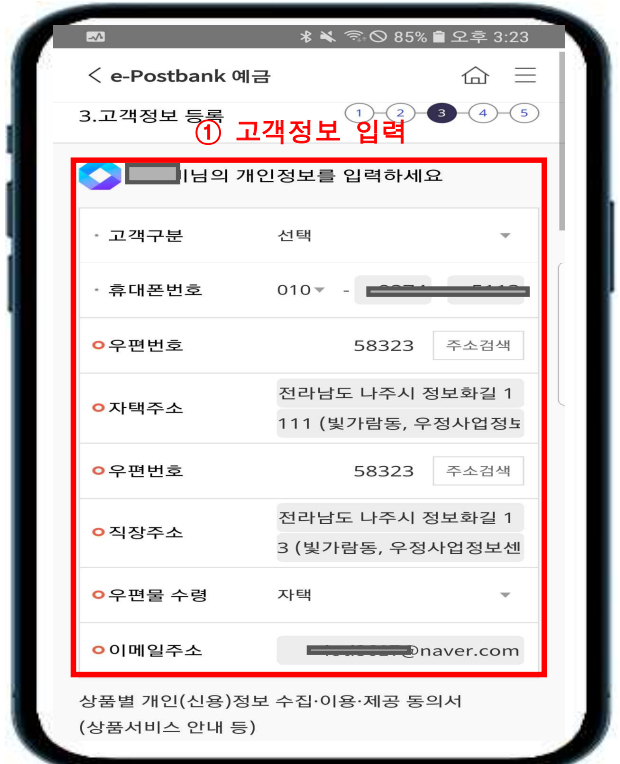 85% 오후 3:23
e-Postbank 예금
3.고객정보 등록 1 2 3 4 5
① 고객정보 입력
님의 개인정보를 입력하세요
고객구분 선택
휴대폰번호 010 -
우편번호 58323 주소검색
자택주소 전라남도 나주시 정보화길 1
111 (빛가람동, 우정사업정보
우편번호 58323 주소검색
직장주소 전라남도 나주시 정보화길 1
3 (빛가람동, 우정사업정보센
우편물 수령 자택
이메일주소 @naver.com
상품별 개인(신용)정보 수집·이용·제공 동의서
(상품서비스 안내 등)